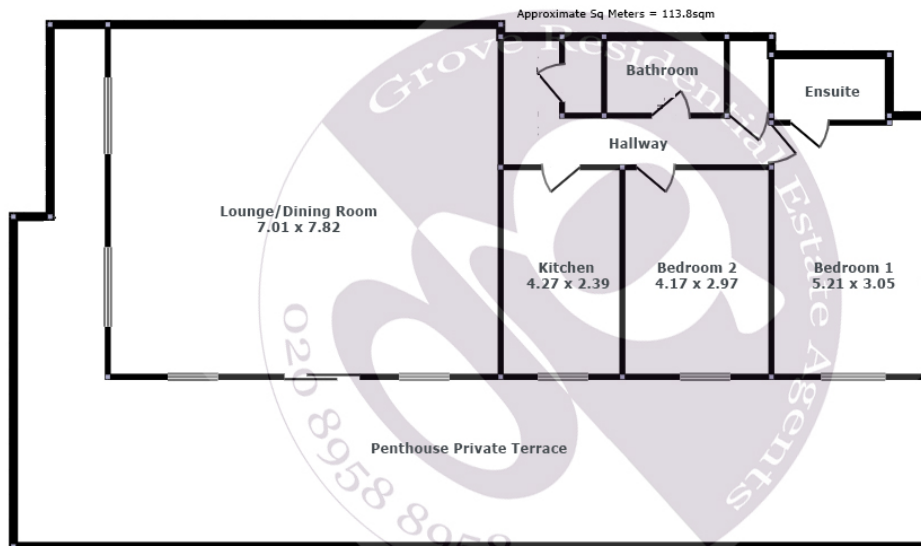 Approximate Sq Meters = 113.8sqm
Bathroom
Ensuite
Hallway
Lounge/Dining Room
7.01 x 7.82
Kitchen
4.27 x 2.39
Bedroom 2
4.17 x 2.97
Bedroom 1
5.21 x 3.05
Penthouse Private Terrace
Grove Residential Estate Agents
020 8958 8958